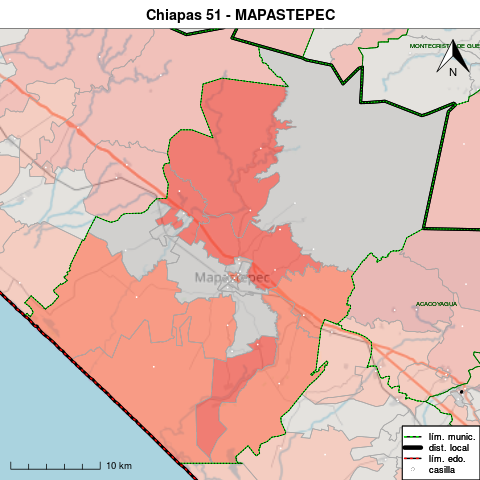 Chiapas 51 - MAPASTEPEC
MONTECRISTO DE GUE
N
Mapastepec
ACACOYAGUA
10 km
lím. munic.
dist. local
lím. edo.
casilla